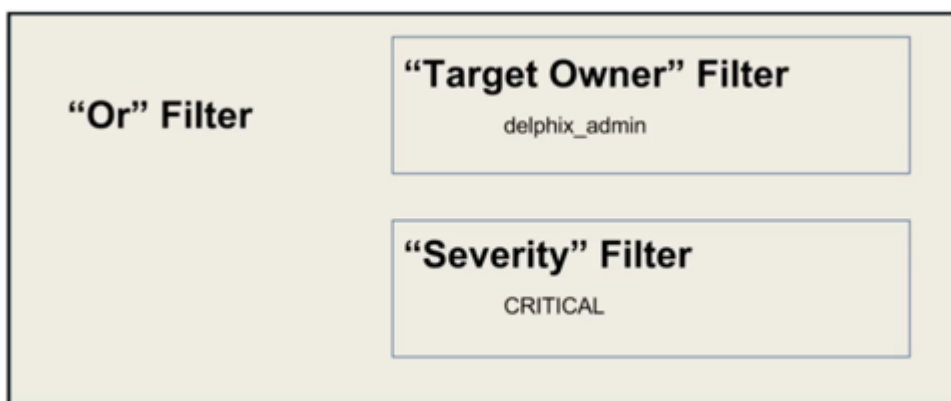 “Or” Filter
“Target Owner” Filter
delphix_admin
“Severity” Filter
CRITICAL